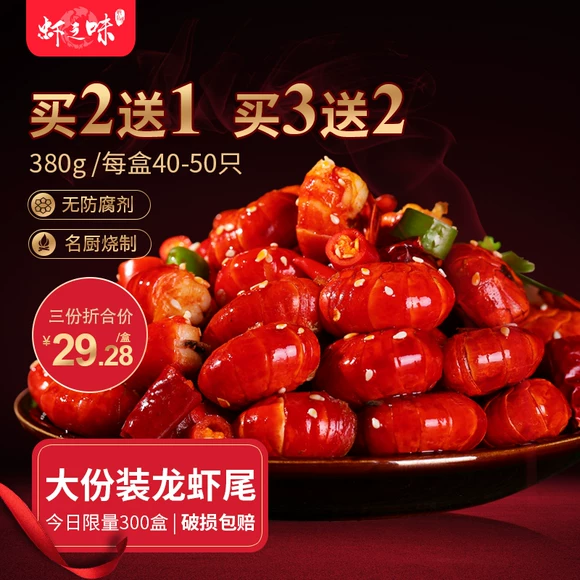 虾之味
买2送1 买3送2
380g/每盒40-50只
无防腐剂
名厨烧制
三份折合价
¥29.28/盒
大份装龙虾尾
今日限量300盒|破损包赔